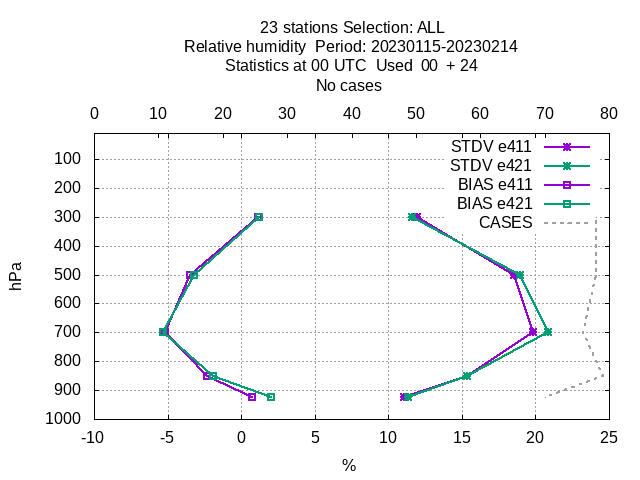 23 stations Selection: ALL
Relative humidity  Period: 20230115-20230214
Statistics at 00 UTC  Used  00  + 24
No cases
0 10 20 30 40 50 60 70 80
STDV e411
STDV e421
BIAS e411
BIAS e421
CASES
100
200
300
400
500
600
700
800
900
1000
hPa
-10 -5 0 5 10 15 20 25
%